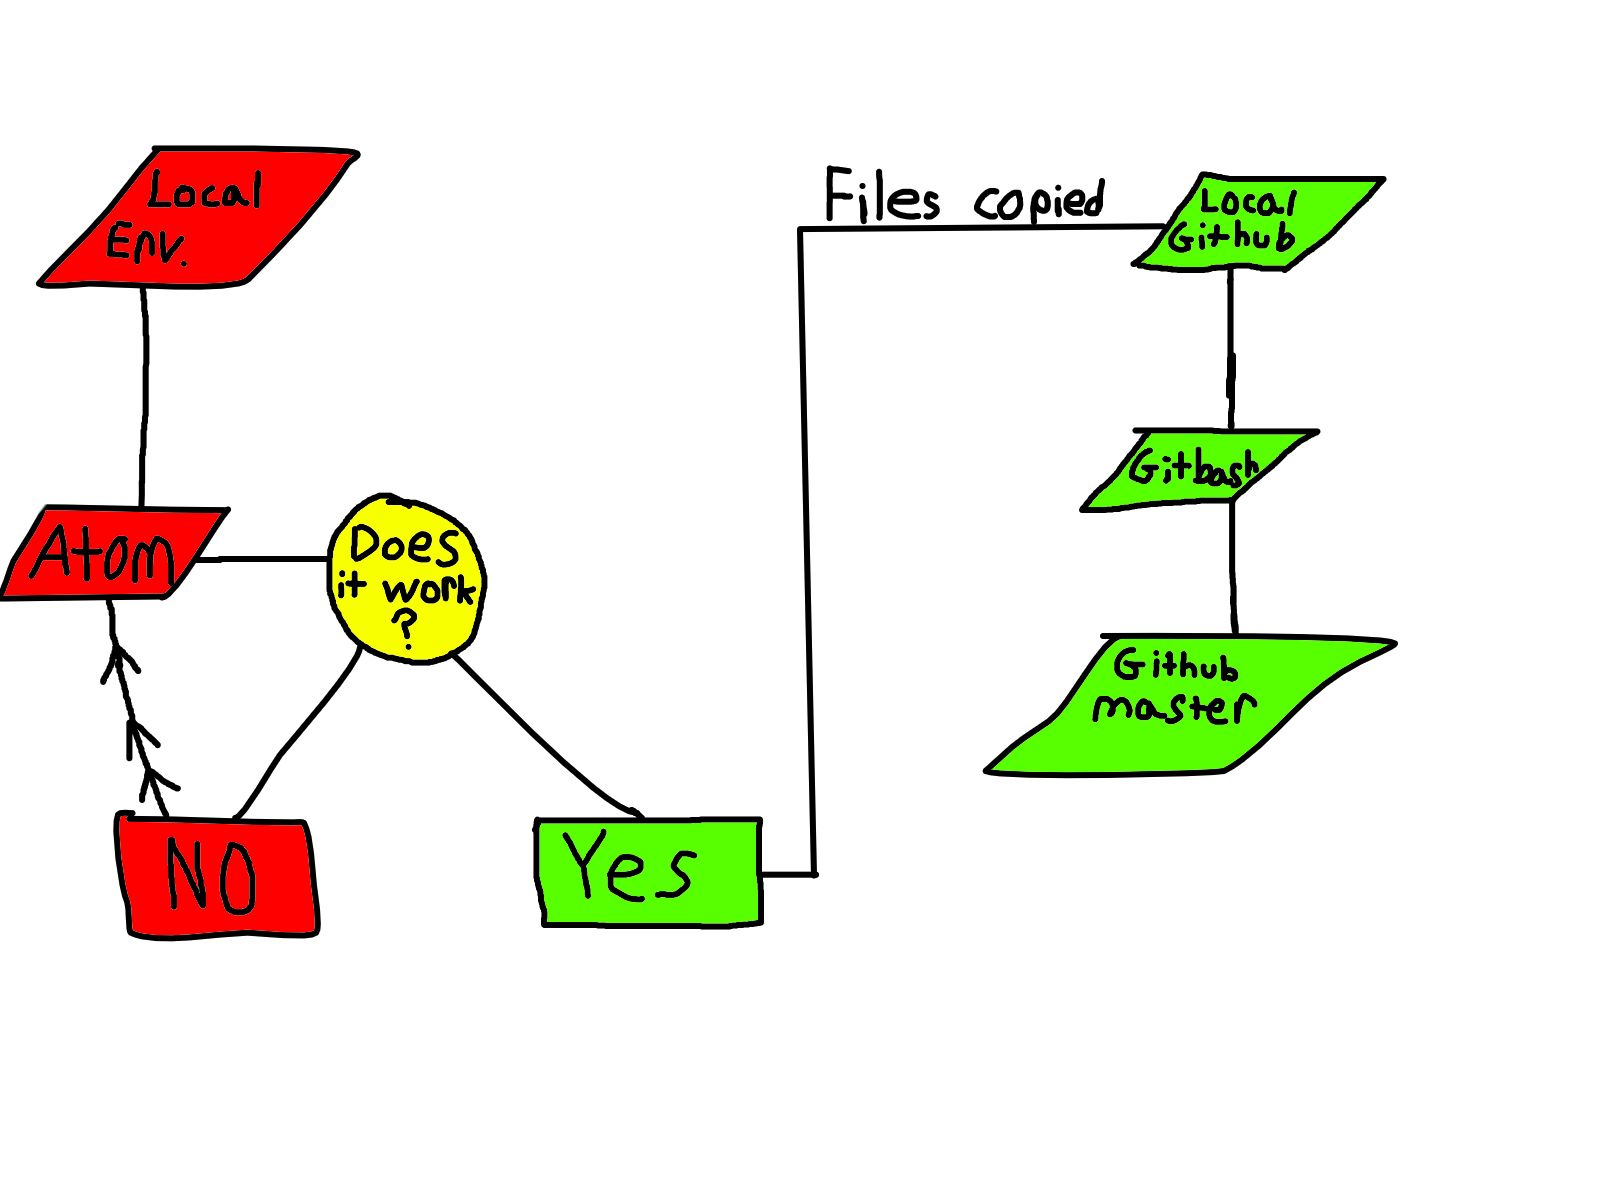 Local
Env.
Atom
Does
it work
?
NO
Yes
Files copied
Local
Github
Gitbash
Github
master